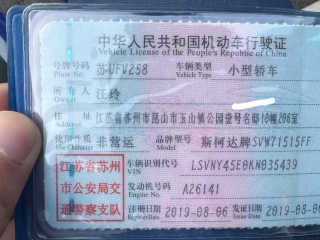 中华人民共和国机动车行驶证
Vehicle License of the People's Republic of China
号牌号码 苏UFV258 车辆类型 小型轿车
Plate No. Vehicle Type
所有人 汪玲
住址 江苏省苏州市昆山市玉山镇公园壹号名邸10幢206室
Address
使用性质 非营运 品牌型号 斯柯达牌SVW71515FF
Use Character Model
江苏省苏州
市公安局交
通警察支队
车辆识别代号 LSVNY45E0KN035439
VIN
发动机号码 A26141
Engine No.
注册日期 2019-08-06 发证日期 2019-08-06
Register Date Issue Date